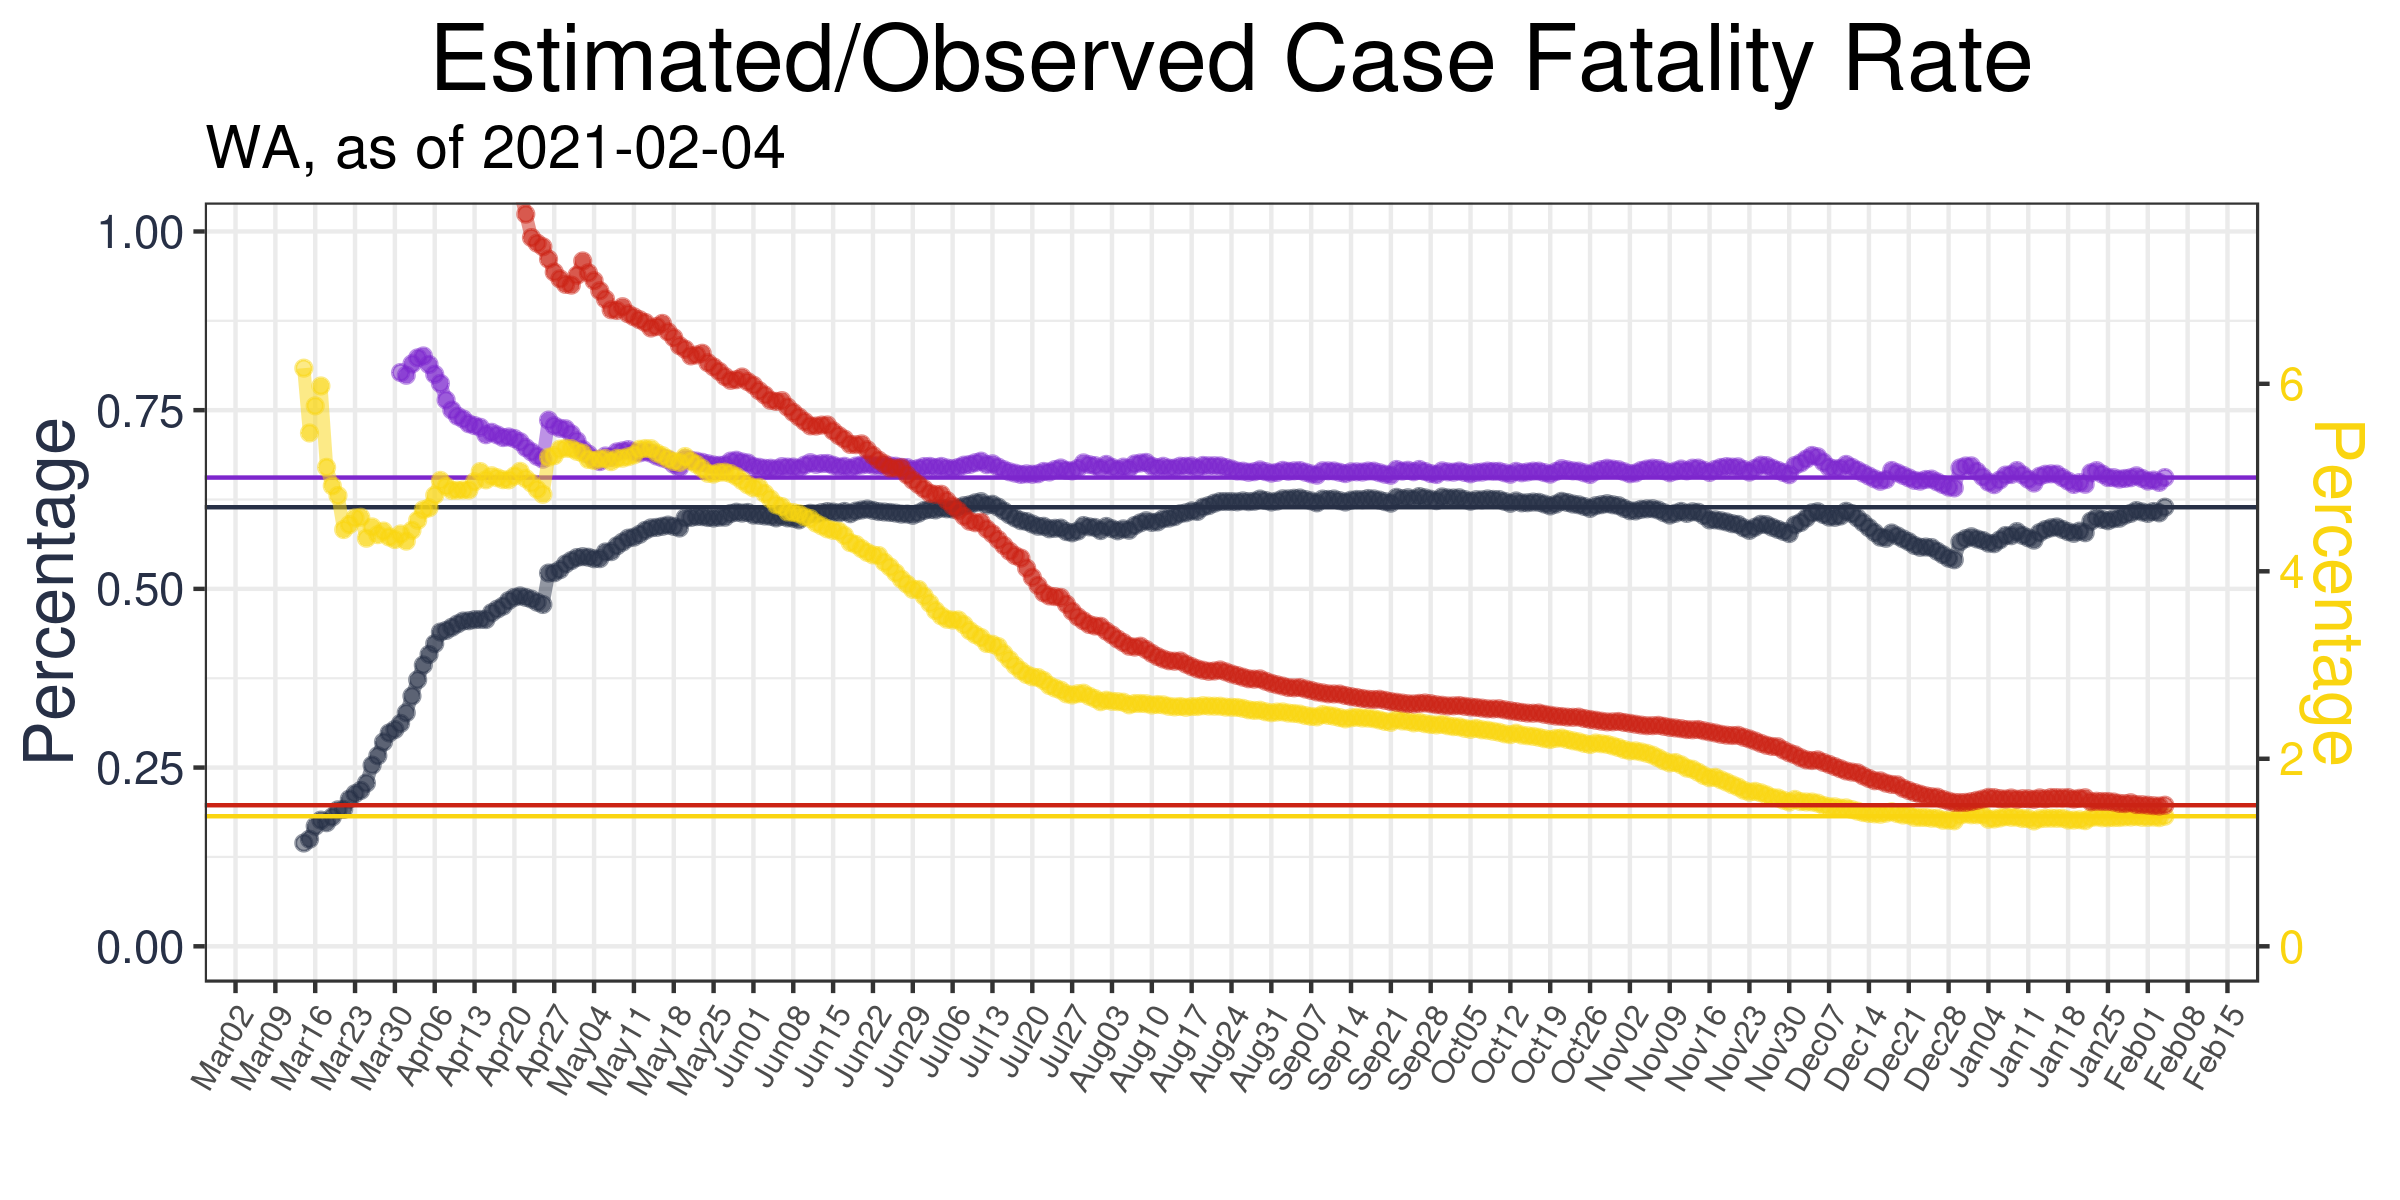 Estimated/Observed Case Fatality Rate
WA, as of 2021-02-04
Percentage
1.00
0.75
0.50
0.25
0.00
6
4
2
0
Percentage
Mar02 Mar09 Mar16 Mar23 Mar30 Apr06 Apr13 Apr20 Apr27 May04 May11 May18 May25 Jun01 Jun08 Jun15 Jun22 Jun29 Jul06 Jul13 Jul20 Jul27 Aug03 Aug10 Aug17 Aug24 Aug31 Sep07 Sep14 Sep21 Sep28 Oct05 Oct12 Oct19 Oct26 Nov02 Nov09 Nov16 Nov23 Nov30 Dec07 Dec14 Dec21 Dec28 Jan04 Jan11 Jan18 Jan25 Feb01 Feb08 Feb15